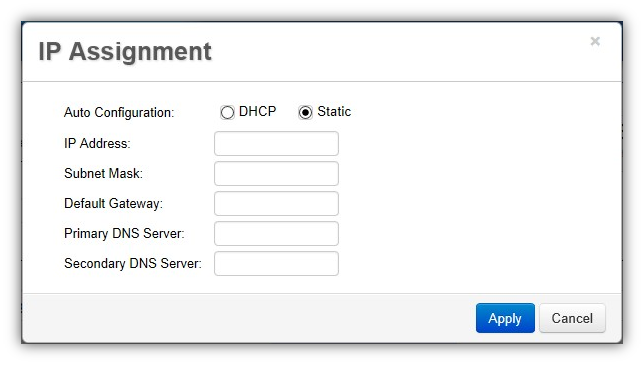 IP Assignment ×
Auto Configuration: DHCP Static
IP Address:
Subnet Mask:
Default Gateway:
Primary DNS Server:
Secondary DNS Server:
Apply Cancel